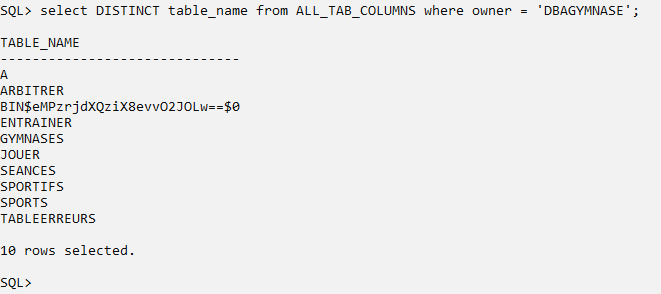 SQL> select DISTINCT table_name from ALL_TAB_COLUMNS where owner = 'DBAGYMNASE';
TABLE_NAME
------------------------------
A
ARBITRER
BIN$eMPzrjdXQziX8evvO2JOLw==$0
ENTRAINER
GYMNASES
JOUER
SEANCES
SPORTIFS
SPORTS
TABLEERREURS
10 rows selected.
SQL>